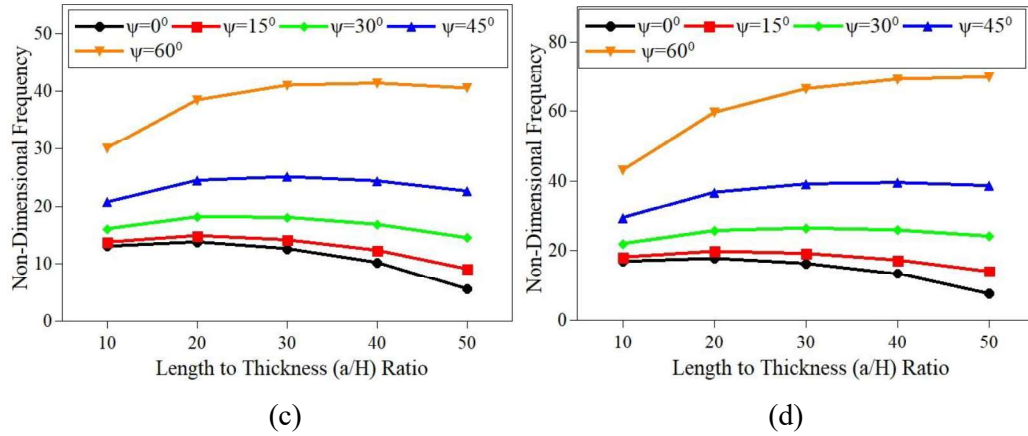 ψ=0⁰ ψ=15⁰ ψ=30⁰ ψ=45⁰
ψ=60⁰
Non-Dimensional Frequency
50
40
30
20
10
0
10 20 30 40 50
Length to Thickness (a/H) Ratio
(c)
ψ=0⁰ ψ=15⁰ ψ=30⁰ ψ=45⁰
ψ=60⁰
Non-Dimensional Frequency
80
60
40
20
0
10 20 30 40 50
Length to Thickness (a/H) Ratio
(d)